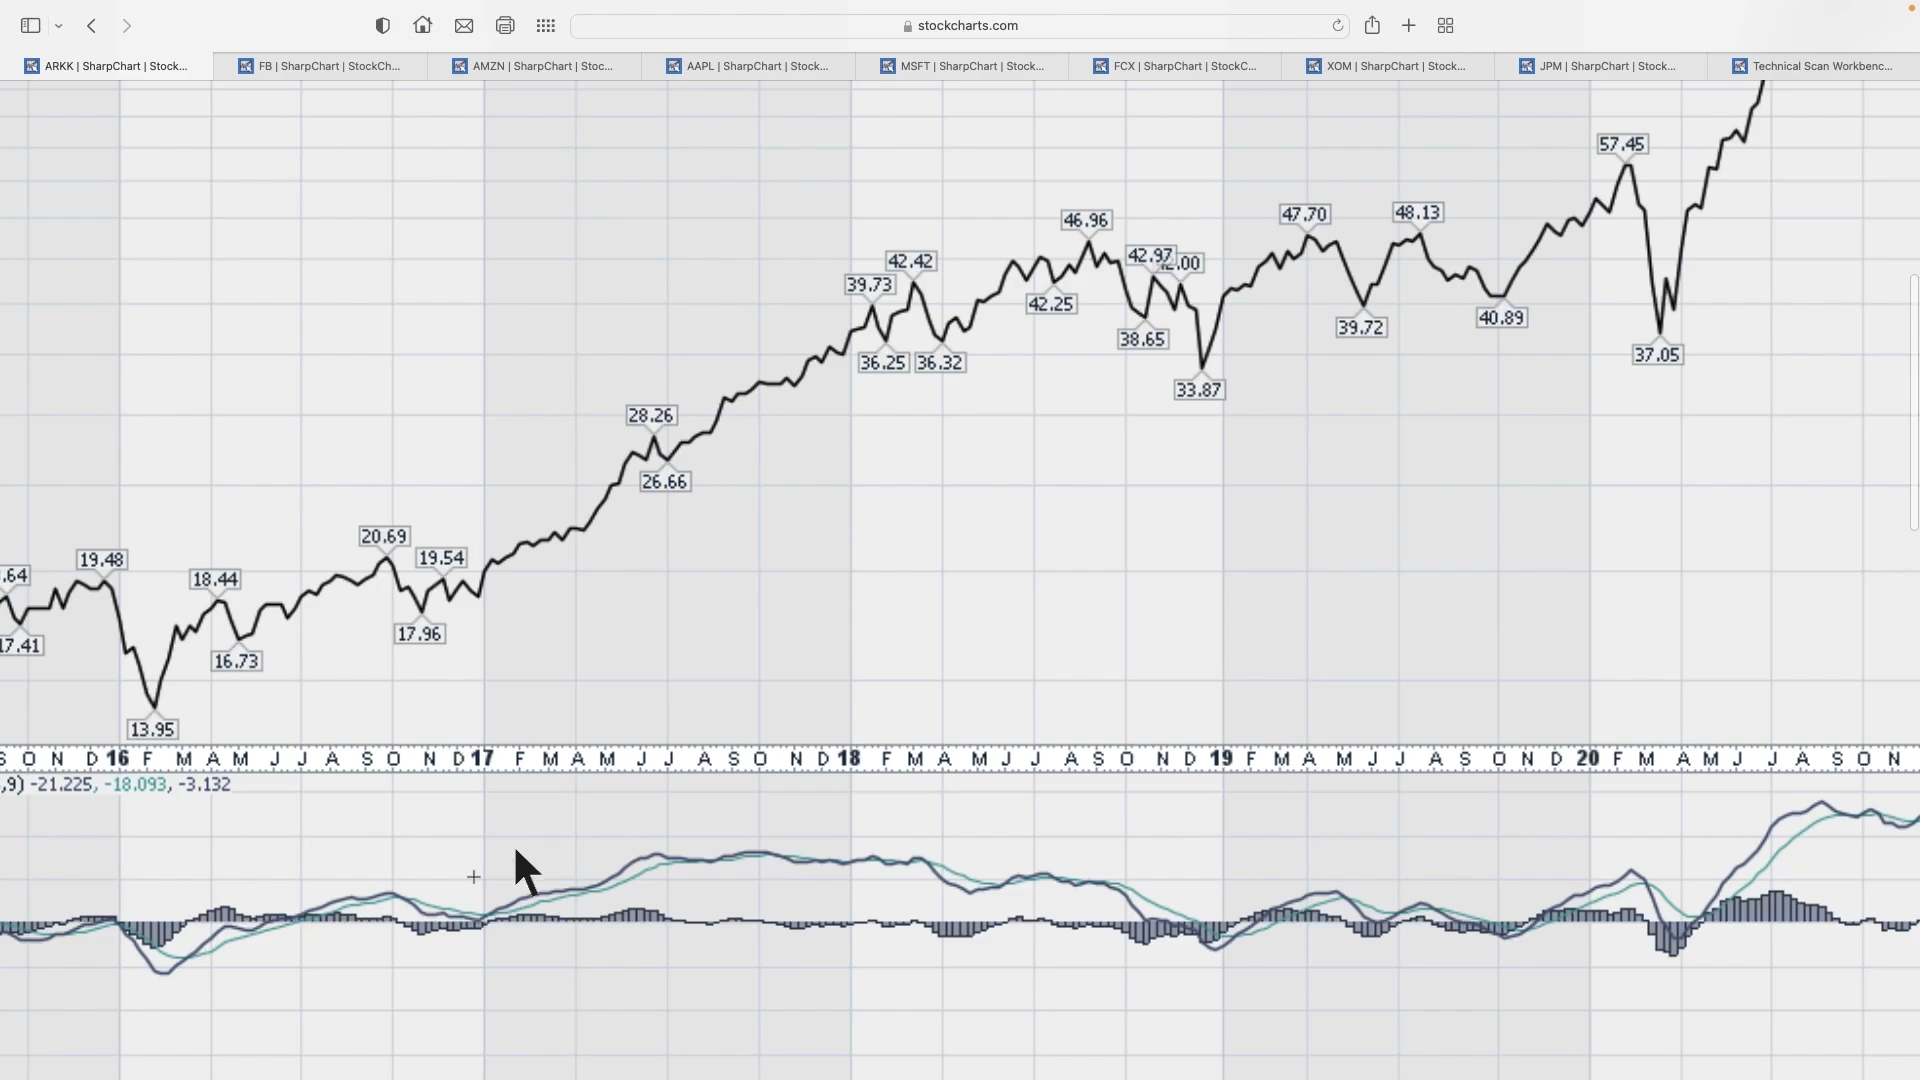 stockcharts.com
ARKK | SharpChart | Stock...
FB | SharpChart | StockCh...
AMZN | SharpChart | Stoc...
AAPL | SharpChart | Stock...
MSFT | SharpChart | Stock...
FCX | SharpChart | StockC...
XOM | SharpChart | Stock...
JPM | SharpChart | Stock...
Technical Scan Workbenc...
57.45
46.96
47.70
48.13
42.97
.00
42.42
39.73
42.25
38.65
39.72
40.89
36.25
36.32
37.05
33.87
28.26
26.66
20.69
19.54
19.48
18.44
.64
17.41
17.96
16.73
13.95
S O N D 16 F M A M J J A S O N D 17 F M A M J J A S O N D 18 F M A M J J A S O N D 19 F M A M J J A S O N D 20 F M A M J J A S O N
,9) -21.225, -18.093, -3.132